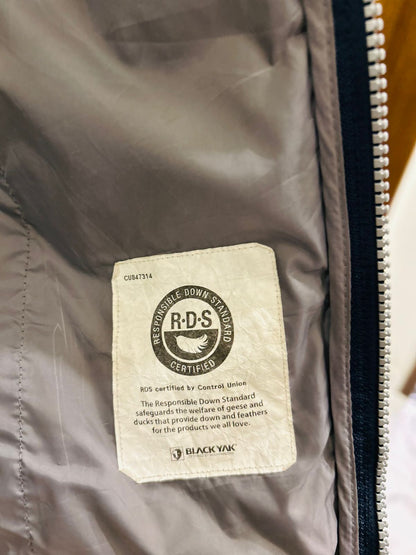 CU847314
RESPONSIBLE DOWN STANDARD
R·D·S
CERTIFIED
RDS certified by Control Union
The Responsible Down Standard
safeguards the welfare of geese and
ducks that provide down and feathers
for the products we all love.
BLACKYAK